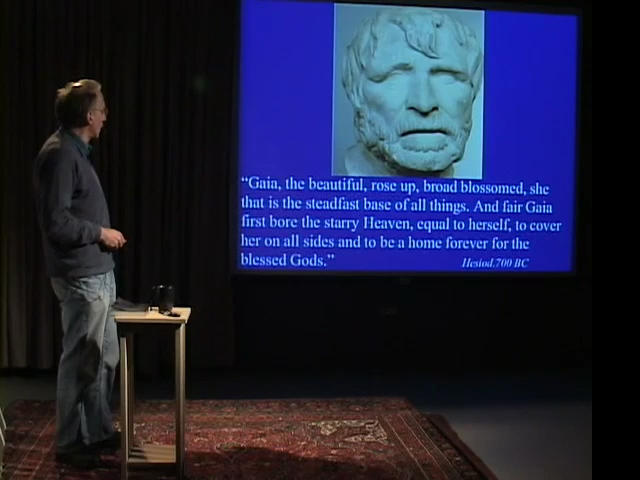 “Gaia, the beautiful, rose up, broad blossomed, she
that is the steadfast base of all things. And fair Gaia
first bore the starry Heaven, equal to herself, to cover
her on all sides and to be a home forever for the
blessed Gods.”
Hesiod.700 BC